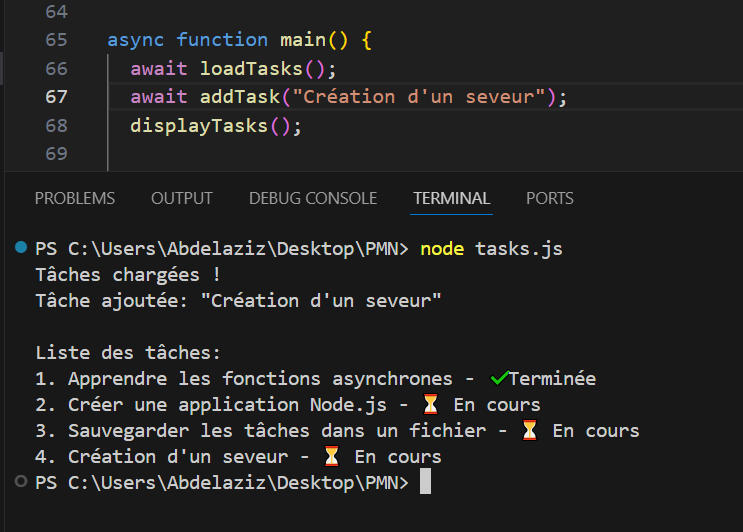 64
65 async function main() {
66 await loadTasks();
67 await addTask("Création d'un seveur");
68 displayTasks();
69
PROBLEMS OUTPUT DEBUG CONSOLE TERMINAL PORTS
PS C:\Users\Abdelaziz\Desktop\PMN> node tasks.js
Tâches chargées !
Tâche ajoutée: "Création d'un seveur"
Liste des tâches:
1. Apprendre les fonctions asynchrones - ✅Terminée
2. Créer une application Node.js - ⏳ En cours
3. Sauvegarder les tâches dans un fichier - ⏳ En cours
4. Création d'un seveur - ⏳ En cours
PS C:\Users\Abdelaziz\Desktop\PMN>